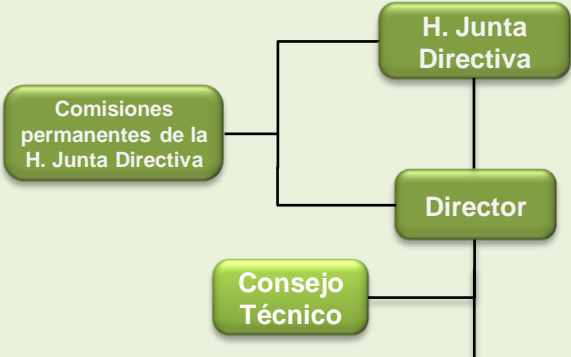 H. Junta
Directiva
Comisiones
permanentes de la
H. Junta Directiva
Director
Consejo
Técnico